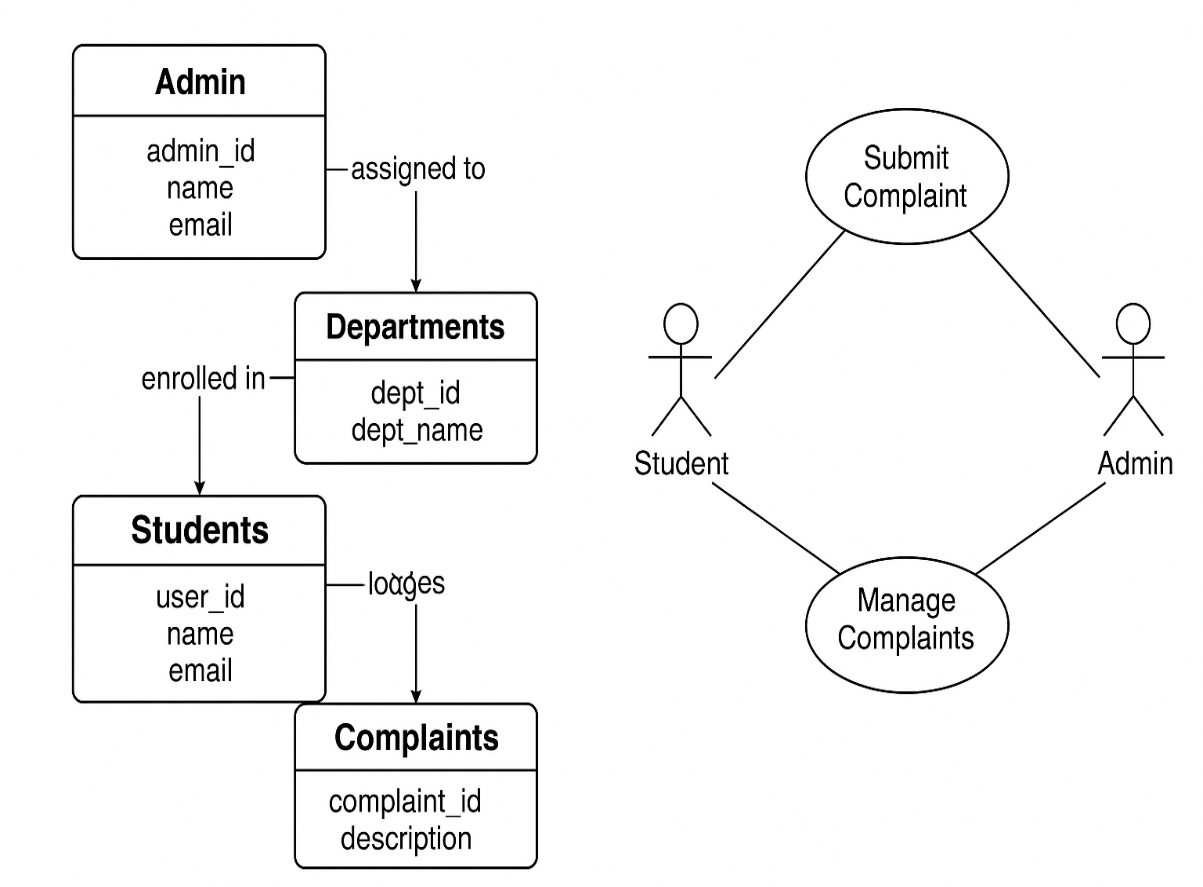 Admin
admin_id
name
email
assigned to
Departments
dept_id
dept_name
enrolled in
Students
user_id
name
email
Complaints
complaint_id
description
Submit
Complaint
Student
Admin
Manage
Complaints